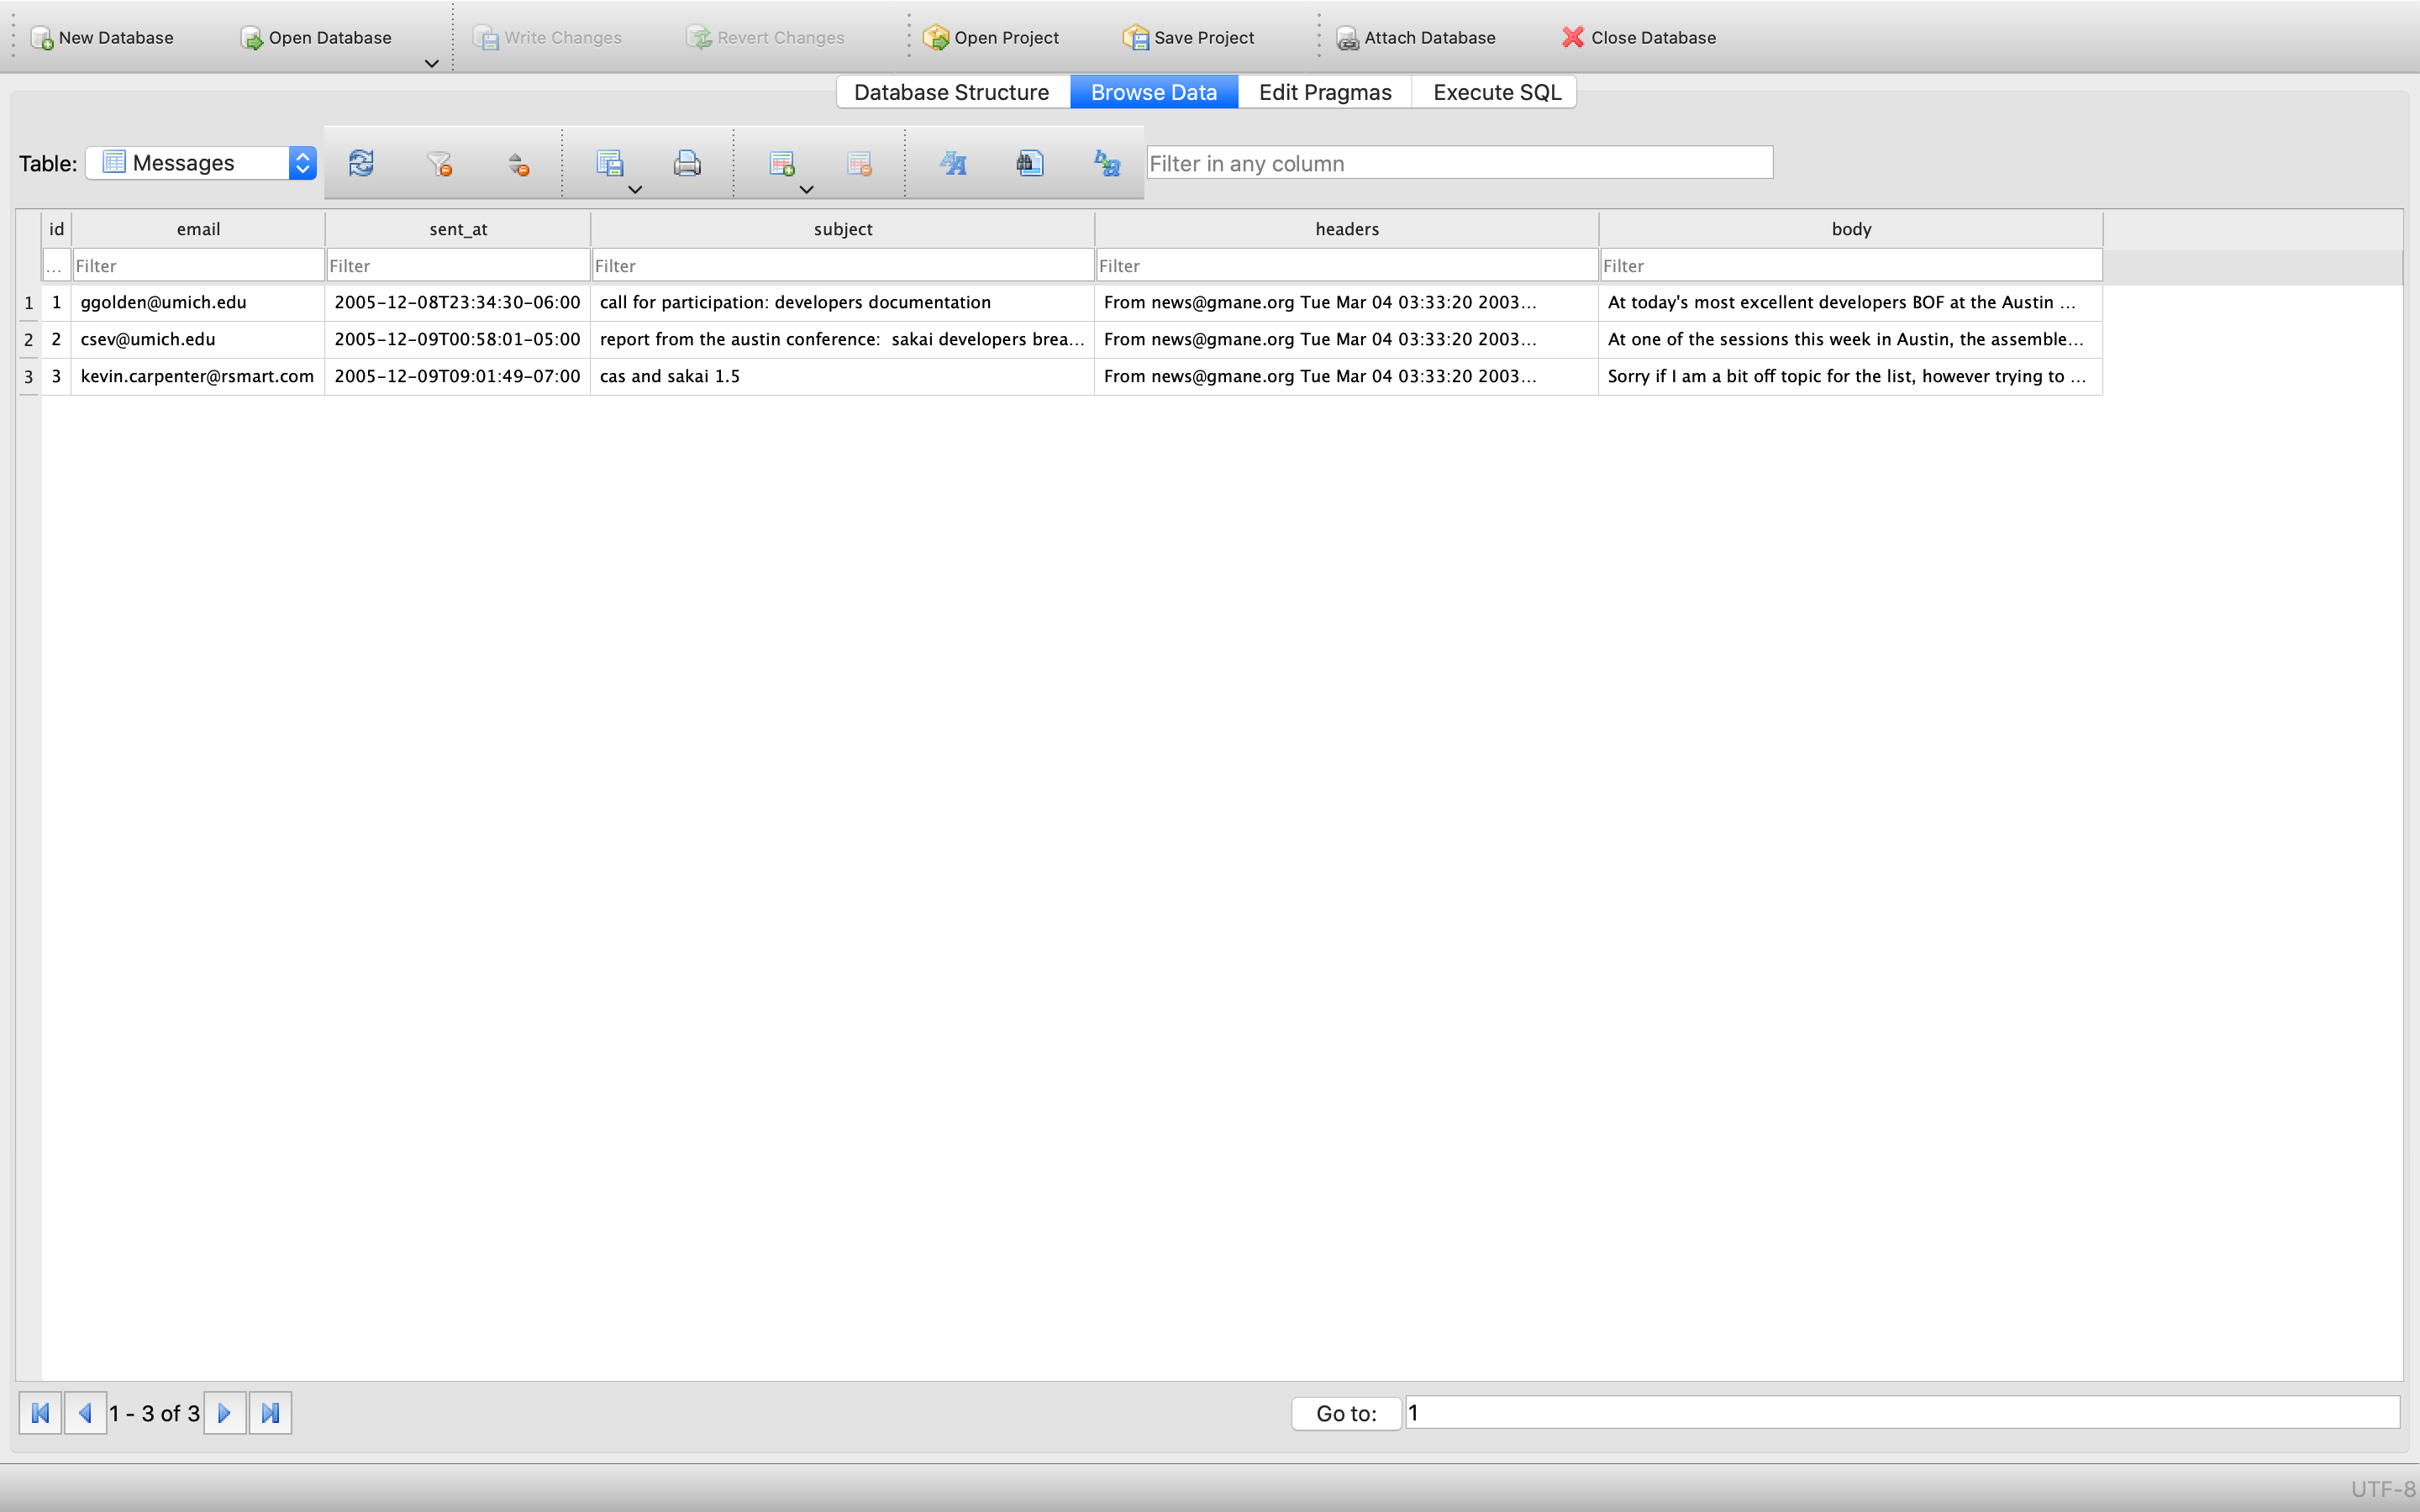 New Database Open Database Write Changes Revert Changes Open Project Save Project Attach Database Close Database
Database Structure Browse Data Edit Pragmas Execute SQL
Table: Messages Filter in any column
id email sent_at subject headers body
... Filter Filter Filter Filter Filter
1 1 ggolden@umich.edu 2005-12-08T23:34:30-06:00 call for participation: developers documentation From news@gmane.org Tue Mar 04 03:33:20 2003... At today's most excellent developers BOF at the Austin ...
2 2 csev@umich.edu 2005-12-09T00:58:01-05:00 report from the austin conference:  sakai developers brea... From news@gmane.org Tue Mar 04 03:33:20 2003... At one of the sessions this week in Austin, the assemble...
3 3 kevin.carpenter@rsmart.com 2005-12-09T09:01:49-07:00 cas and sakai 1.5 From news@gmane.org Tue Mar 04 03:33:20 2003... Sorry if I am a bit off topic for the list, however trying to ...
1 - 3 of 3 Go to: 1
UTF-8